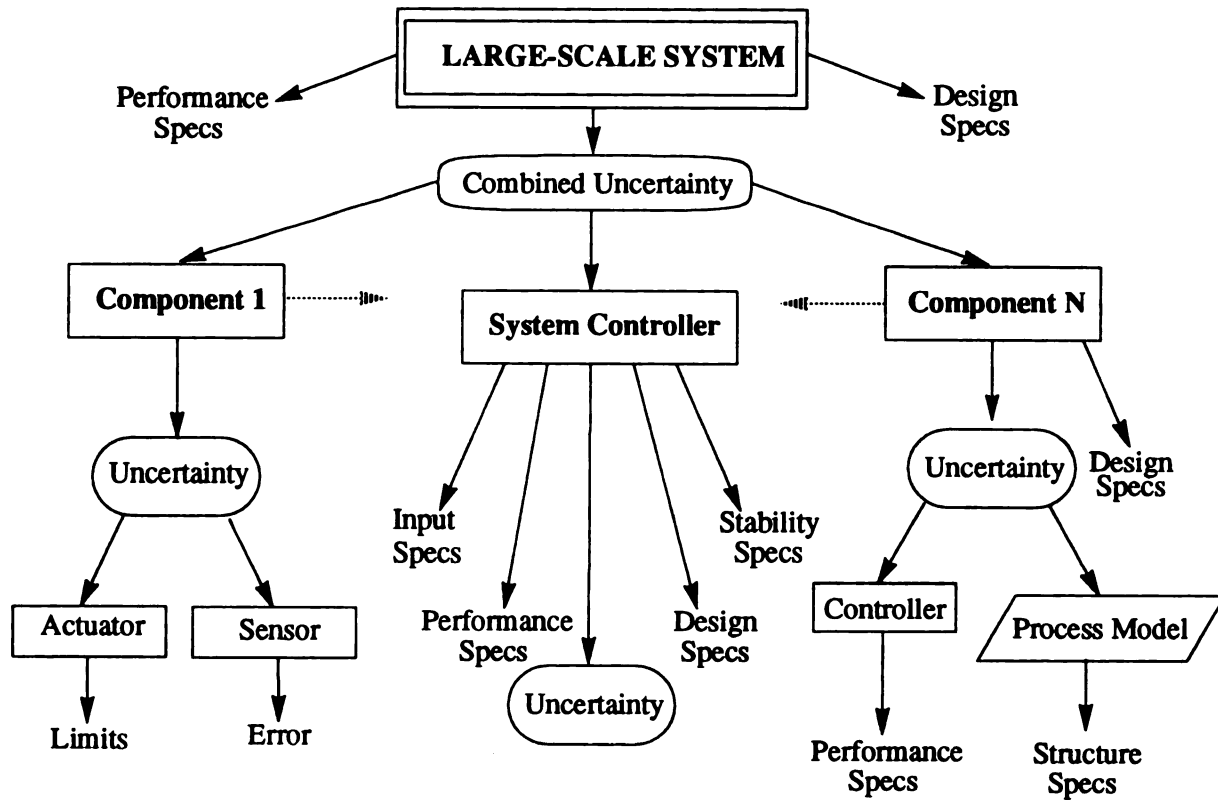 LARGE-SCALE SYSTEM
Performance
Specs
Design
Specs
Combined Uncertainty
Component 1
System Controller
Component N
Uncertainty
Uncertainty
Design
Specs
Input
Specs
Stability
Specs
Actuator
Sensor
Performance
Specs
Design
Specs
Controller
Process Model
Uncertainty
Limits
Error
Performance
Specs
Structure
Specs